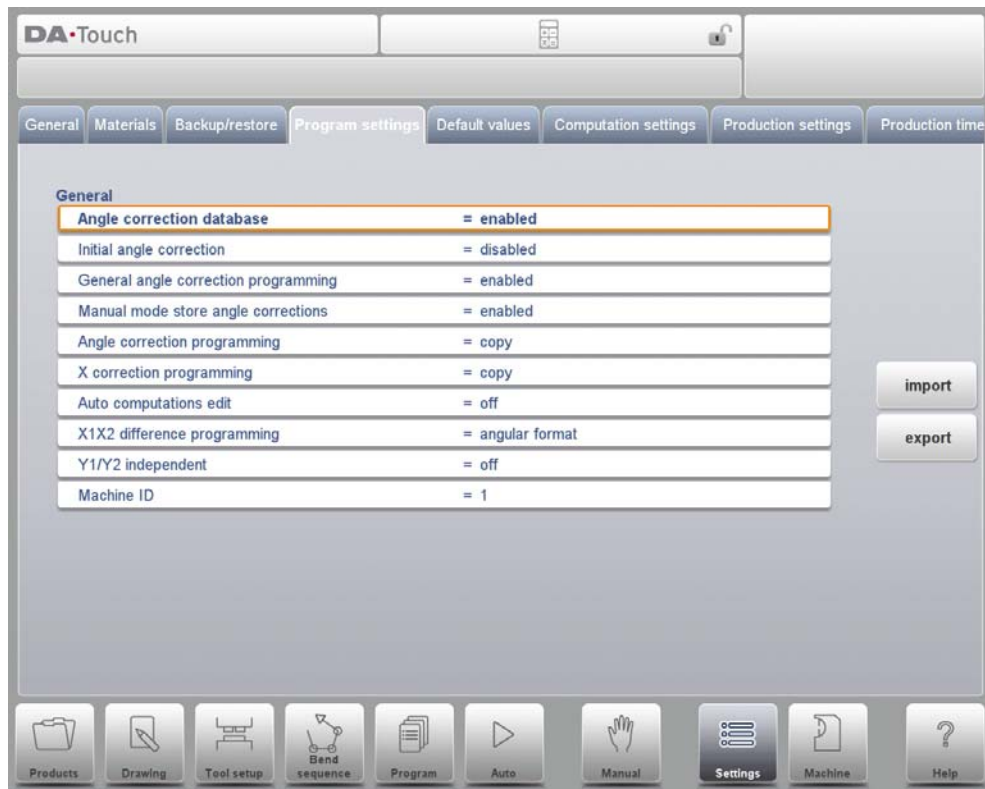 DA•Touch
General Materials Backup/restore Program settings Default values Computation settings Production settings Production time
General
Angle correction database = enabled
Initial angle correction = disabled
General angle correction programming = enabled
Manual mode store angle corrections = enabled
Angle correction programming = copy
X correction programming = copy
Auto computations edit = off
X1X2 difference programming = angular format
Y1/Y2 independent = off
Machine ID = 1
import
export
Products Drawing Tool setup Bend sequence Program Auto Manual Settings Machine Help